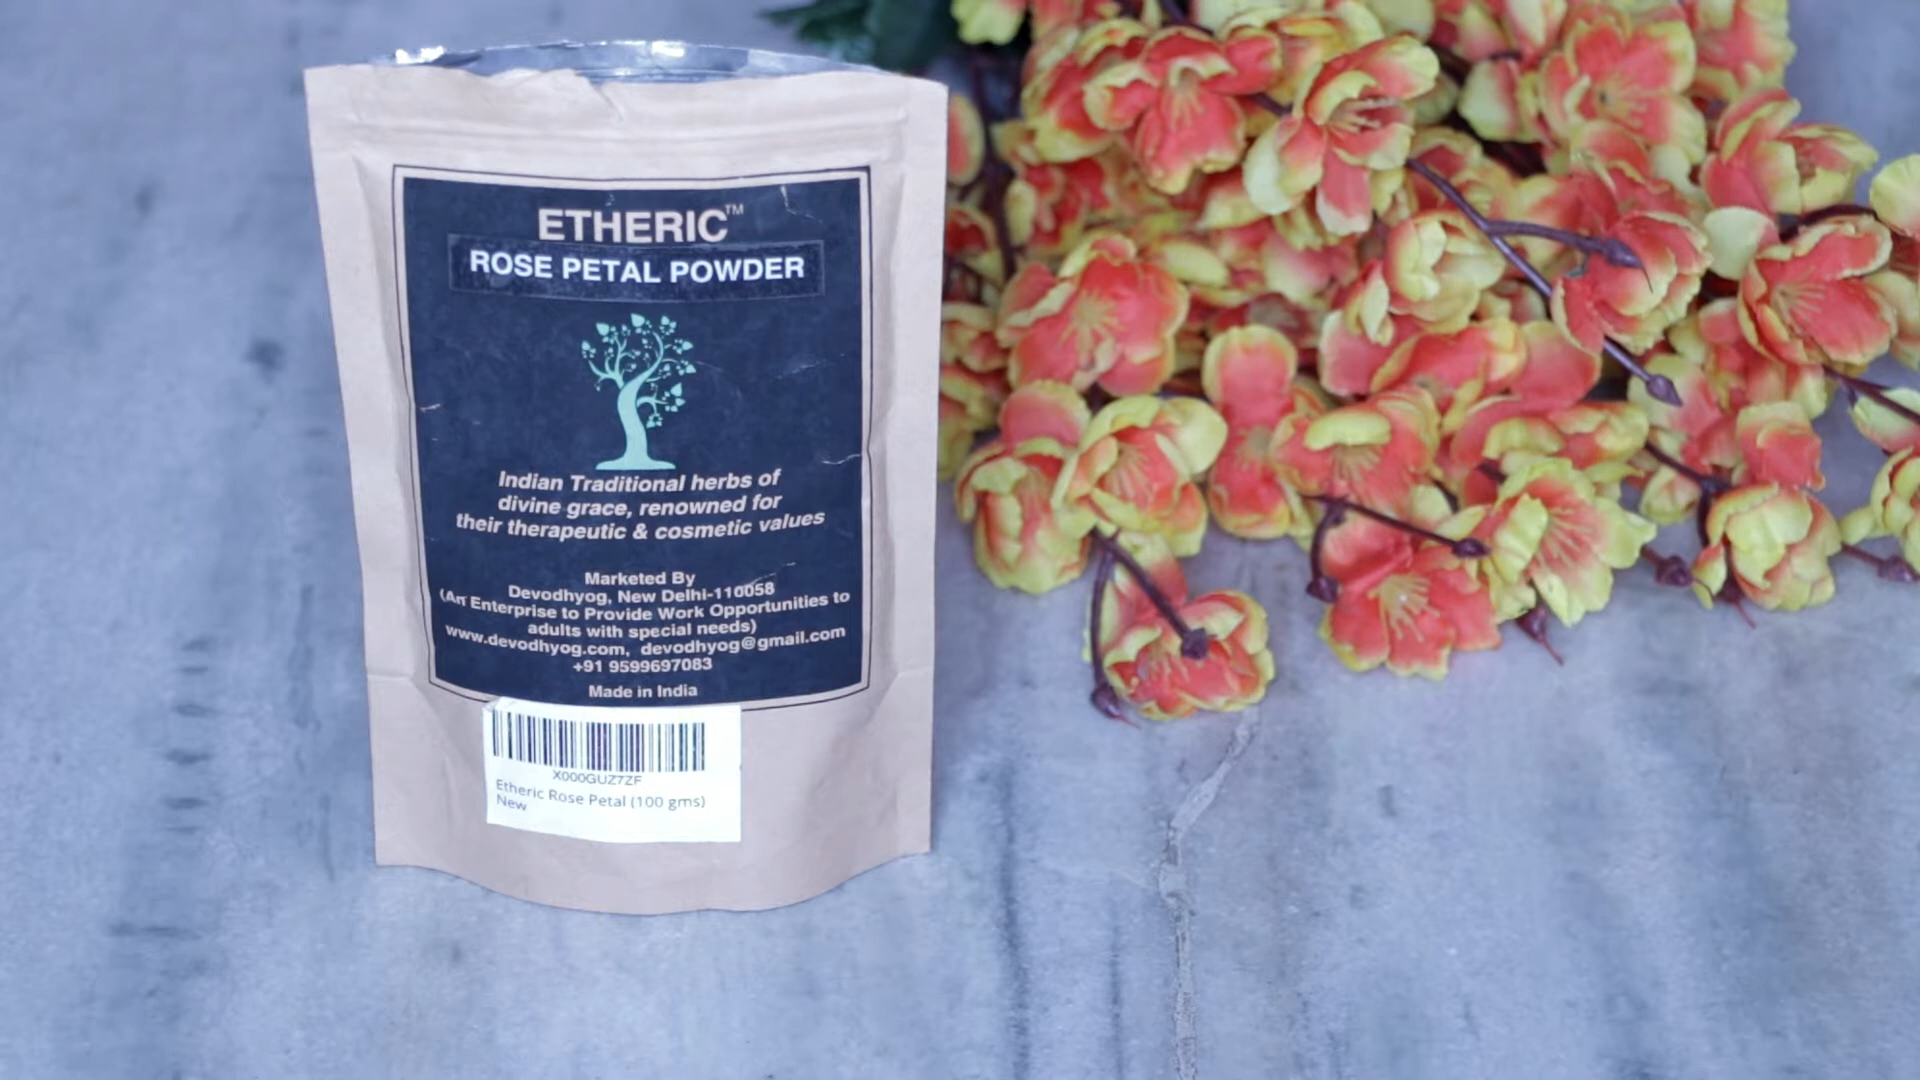 ETHERIC™
ROSE PETAL POWDER
Indian Traditional herbs of
divine grace, renowned for
their therapeutic & cosmetic values
Marketed By
Devodhyog, New Delhi-110058
(An Enterprise to Provide Work Opportunities to
adults with special needs)
www.devodhyog.com, devodhyog@gmail.com
+91 9599697083
Made in India
X000GUZ7ZF
Etheric Rose Petal (100 gms)
New